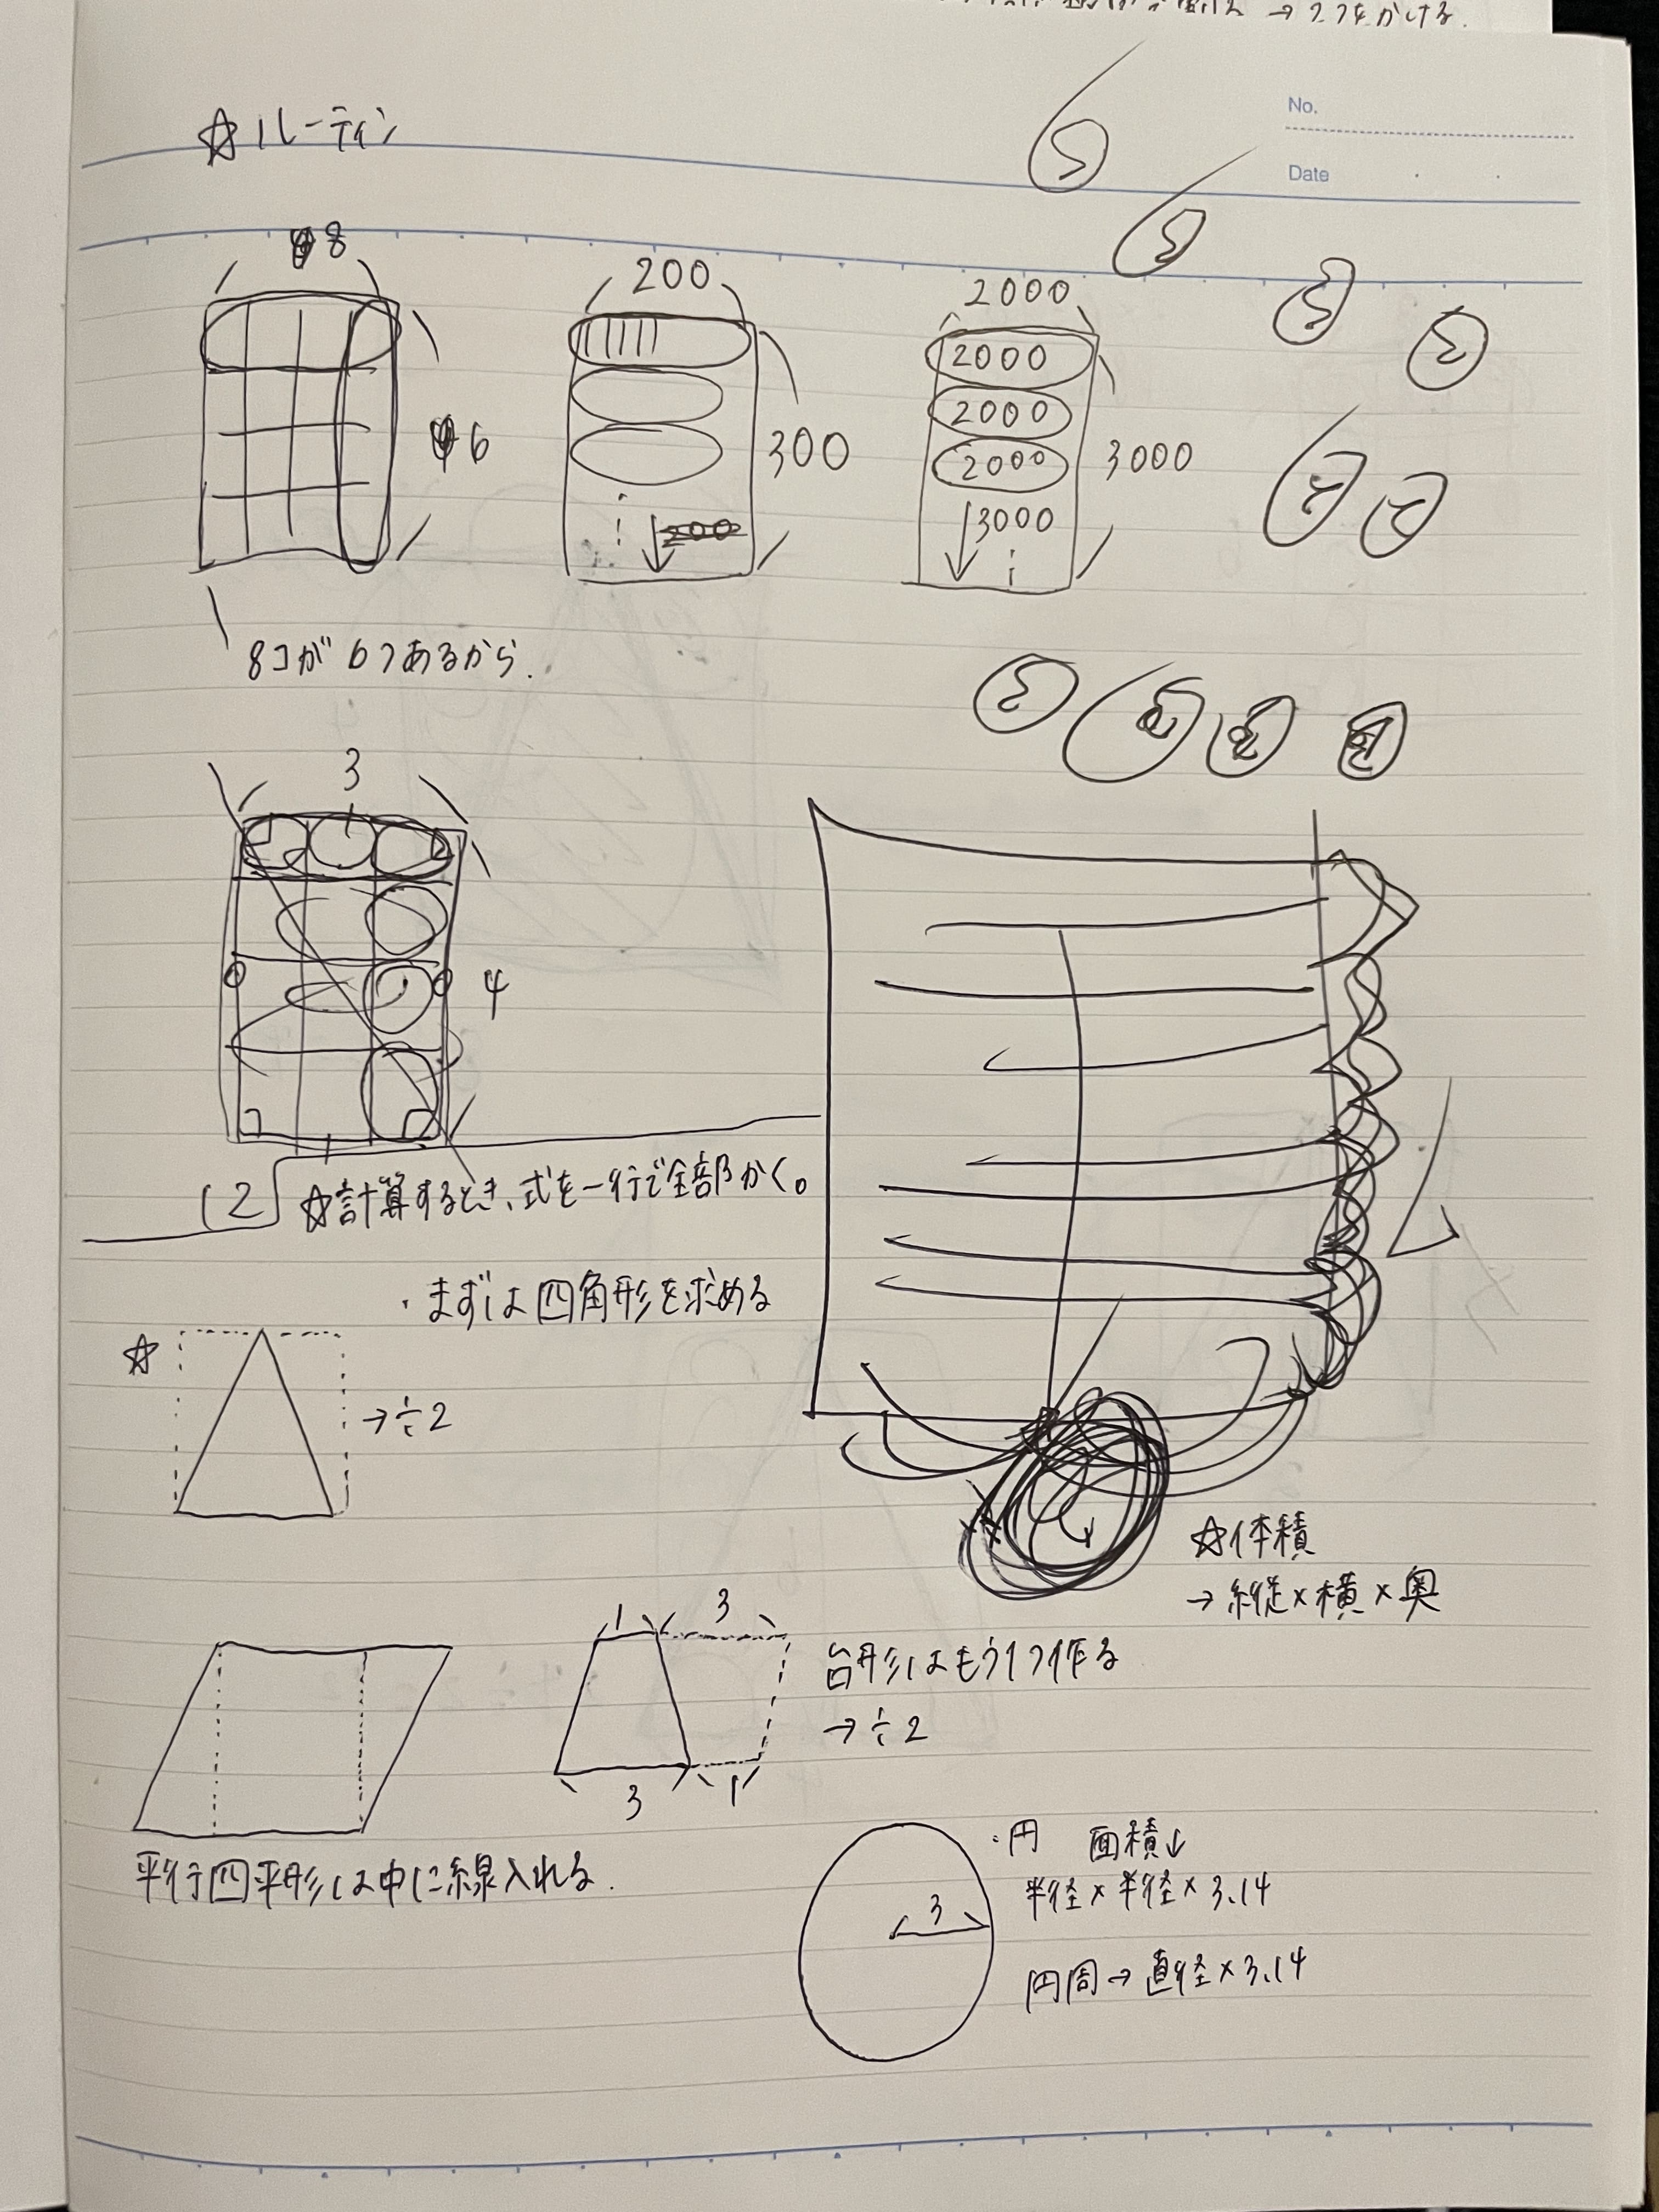 → 2つをかける.
No.
Date
☆ルーティン
8
6
200
300
2000
2000
2000
2000
3000
3000
8コが6つあるから.
3
4
(2)
☆計算するとき、式を一行で全部かく。
・まずは四角形を求める
☆
→÷2
☆体積
→縦×横×奥
1
3
3
1
台形はもう1つ作る
→÷2
平行四平形は中に線入れる.
・円 面積↓
半径×半径×3.14
3
円周→直径×3.14